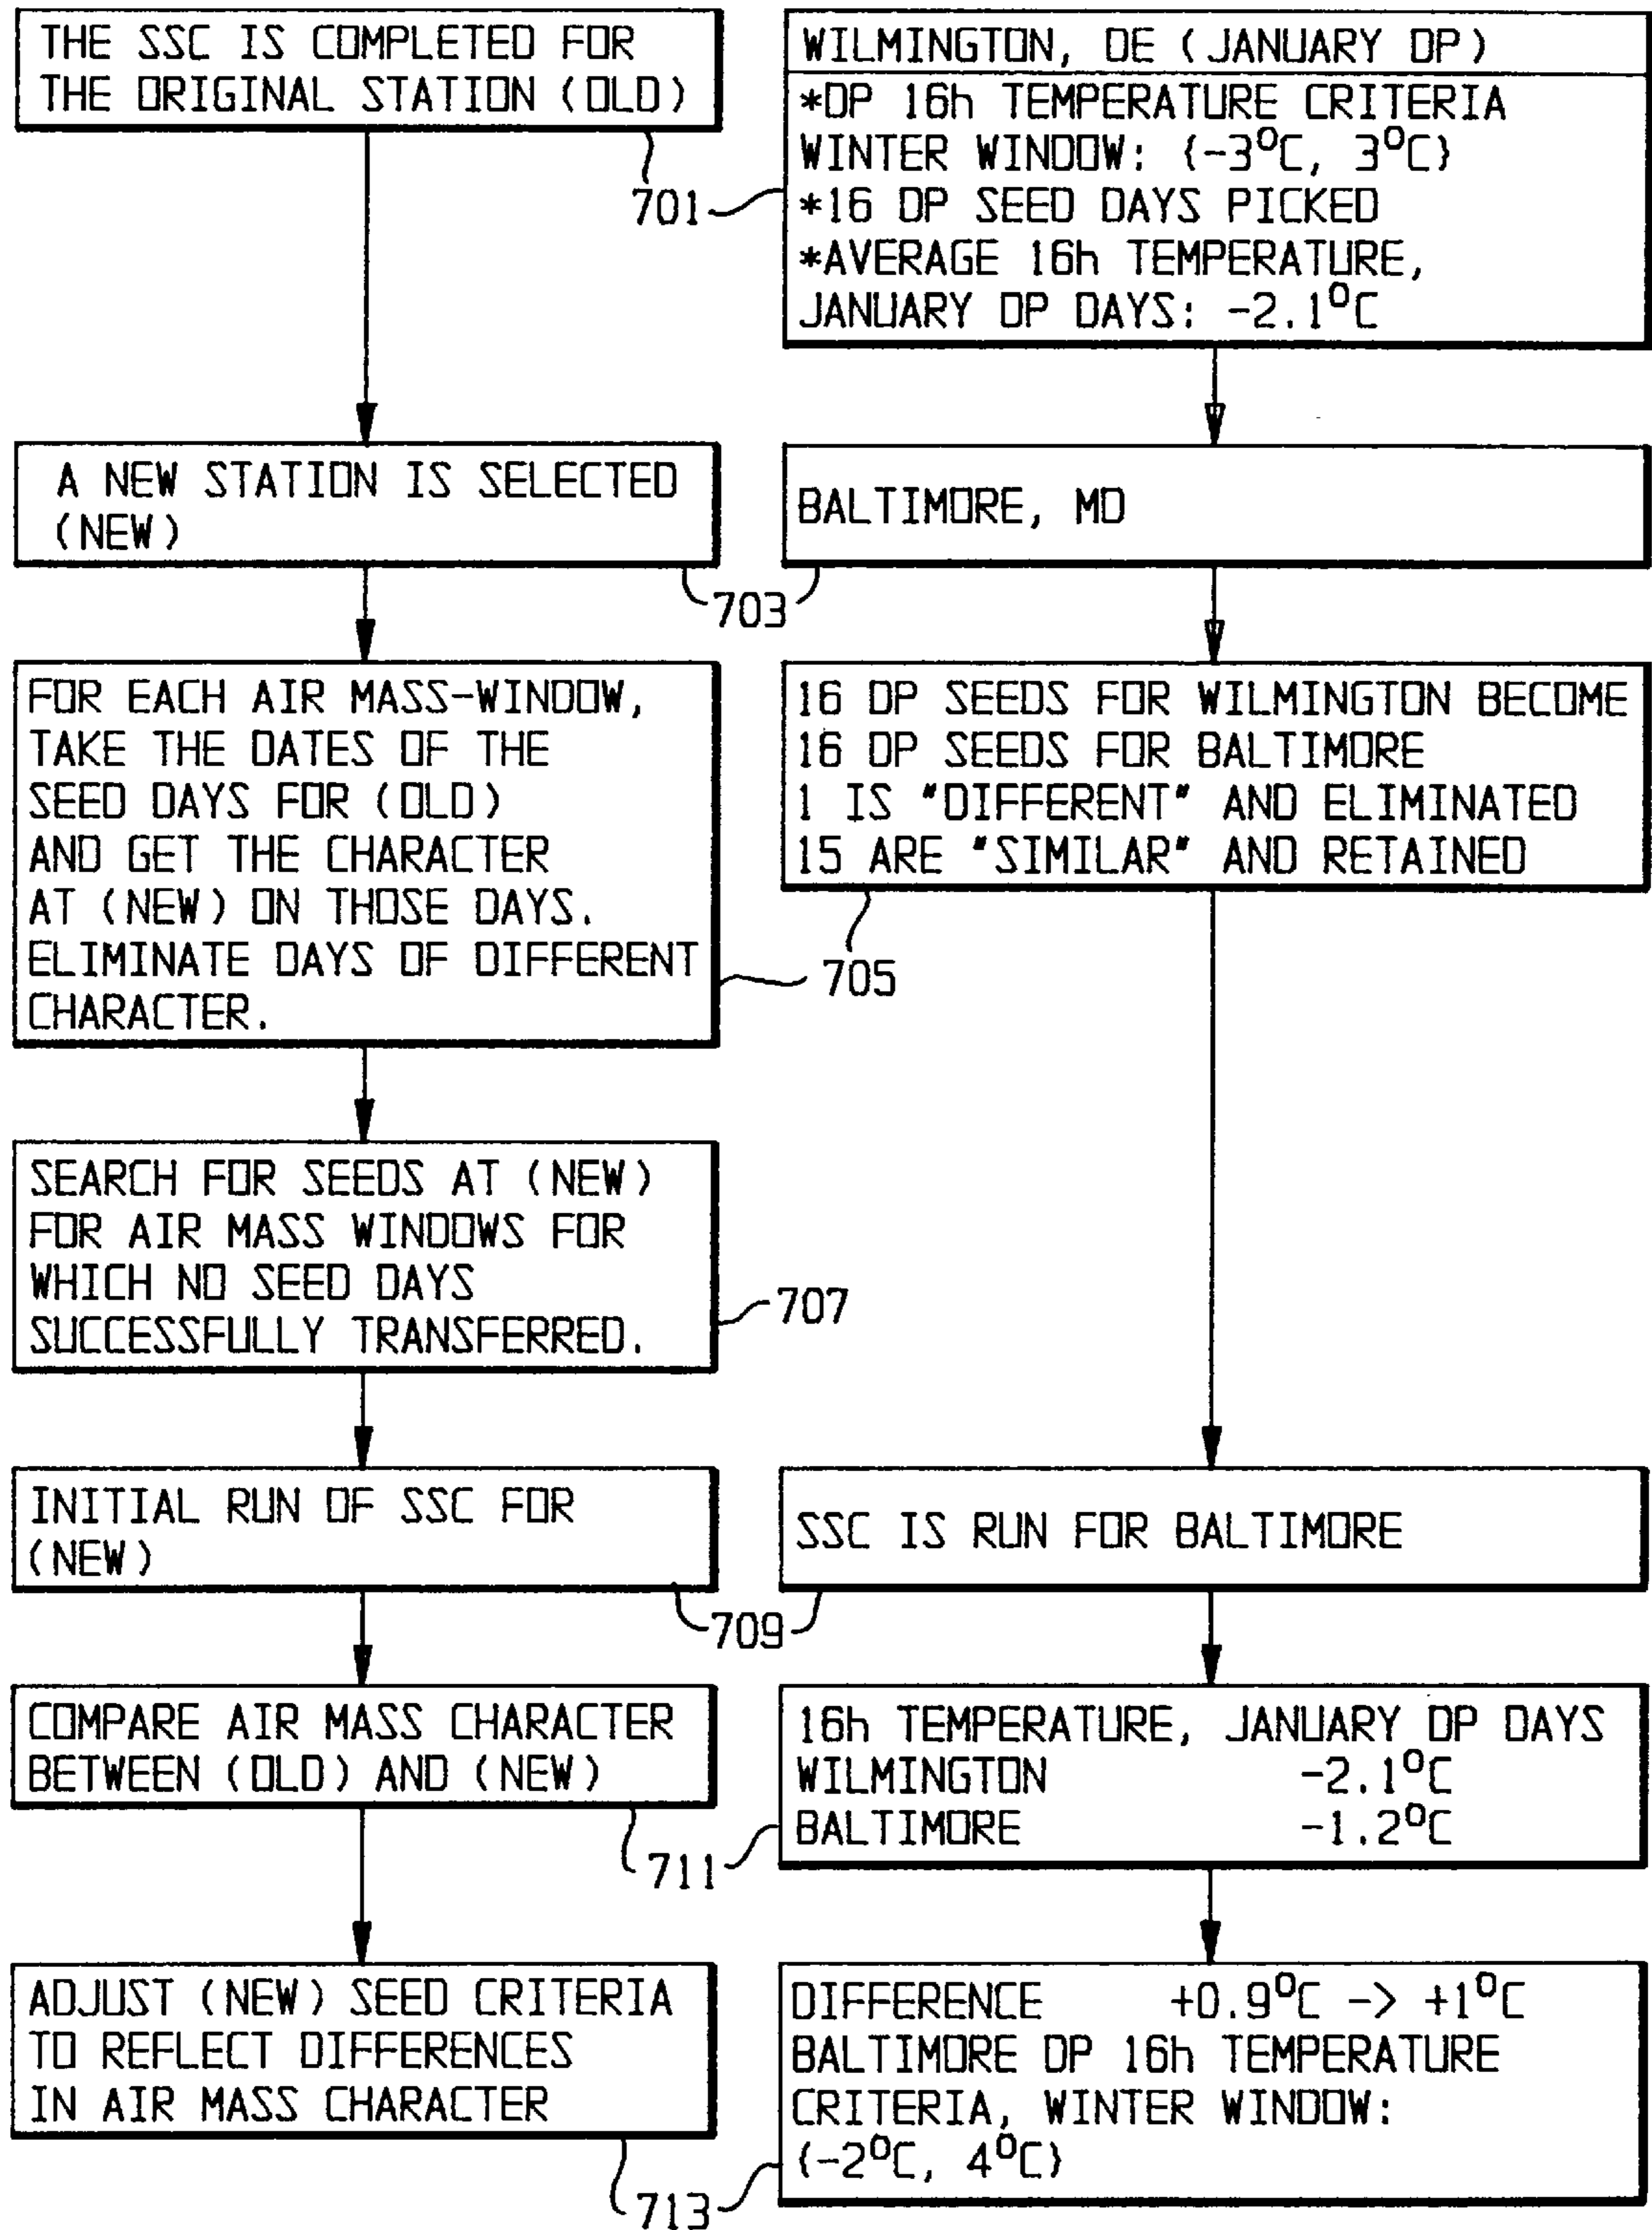 THE SSC IS COMPLETED FOR
THE ORIGINAL STATION (OLD)
WILMINGTON, DE (JANUARY DP)
*DP 16h TEMPERATURE CRITERIA
WINTER WINDOW: {-3°C, 3°C}
*16 DP SEED DAYS PICKED
*AVERAGE 16h TEMPERATURE,
JANUARY DP DAYS: -2.1°C
701
A NEW STATION IS SELECTED
(NEW)
BALTIMORE, MD
703
FOR EACH AIR MASS-WINDOW,
TAKE THE DATES OF THE
SEED DAYS FOR (OLD)
AND GET THE CHARACTER
AT (NEW) ON THOSE DAYS.
ELIMINATE DAYS OF DIFFERENT
CHARACTER.
16 DP SEEDS FOR WILMINGTON BECOME
16 DP SEEDS FOR BALTIMORE
1 IS "DIFFERENT" AND ELIMINATED
15 ARE "SIMILAR" AND RETAINED
705
SEARCH FOR SEEDS AT (NEW)
FOR AIR MASS WINDOWS FOR
WHICH NO SEED DAYS
SUCCESSFULLY TRANSFERRED.
707
INITIAL RUN OF SSC FOR
(NEW)
SSC IS RUN FOR BALTIMORE
709
COMPARE AIR MASS CHARACTER
BETWEEN (OLD) AND (NEW)
16h TEMPERATURE, JANUARY DP DAYS
WILMINGTON -2.1°C
BALTIMORE -1.2°C
711
ADJUST (NEW) SEED CRITERIA
TO REFLECT DIFFERENCES
IN AIR MASS CHARACTER
DIFFERENCE +0.9°C -> +1°C
BALTIMORE DP 16h TEMPERATURE
CRITERIA, WINTER WINDOW:
{-2°C, 4°C}
713